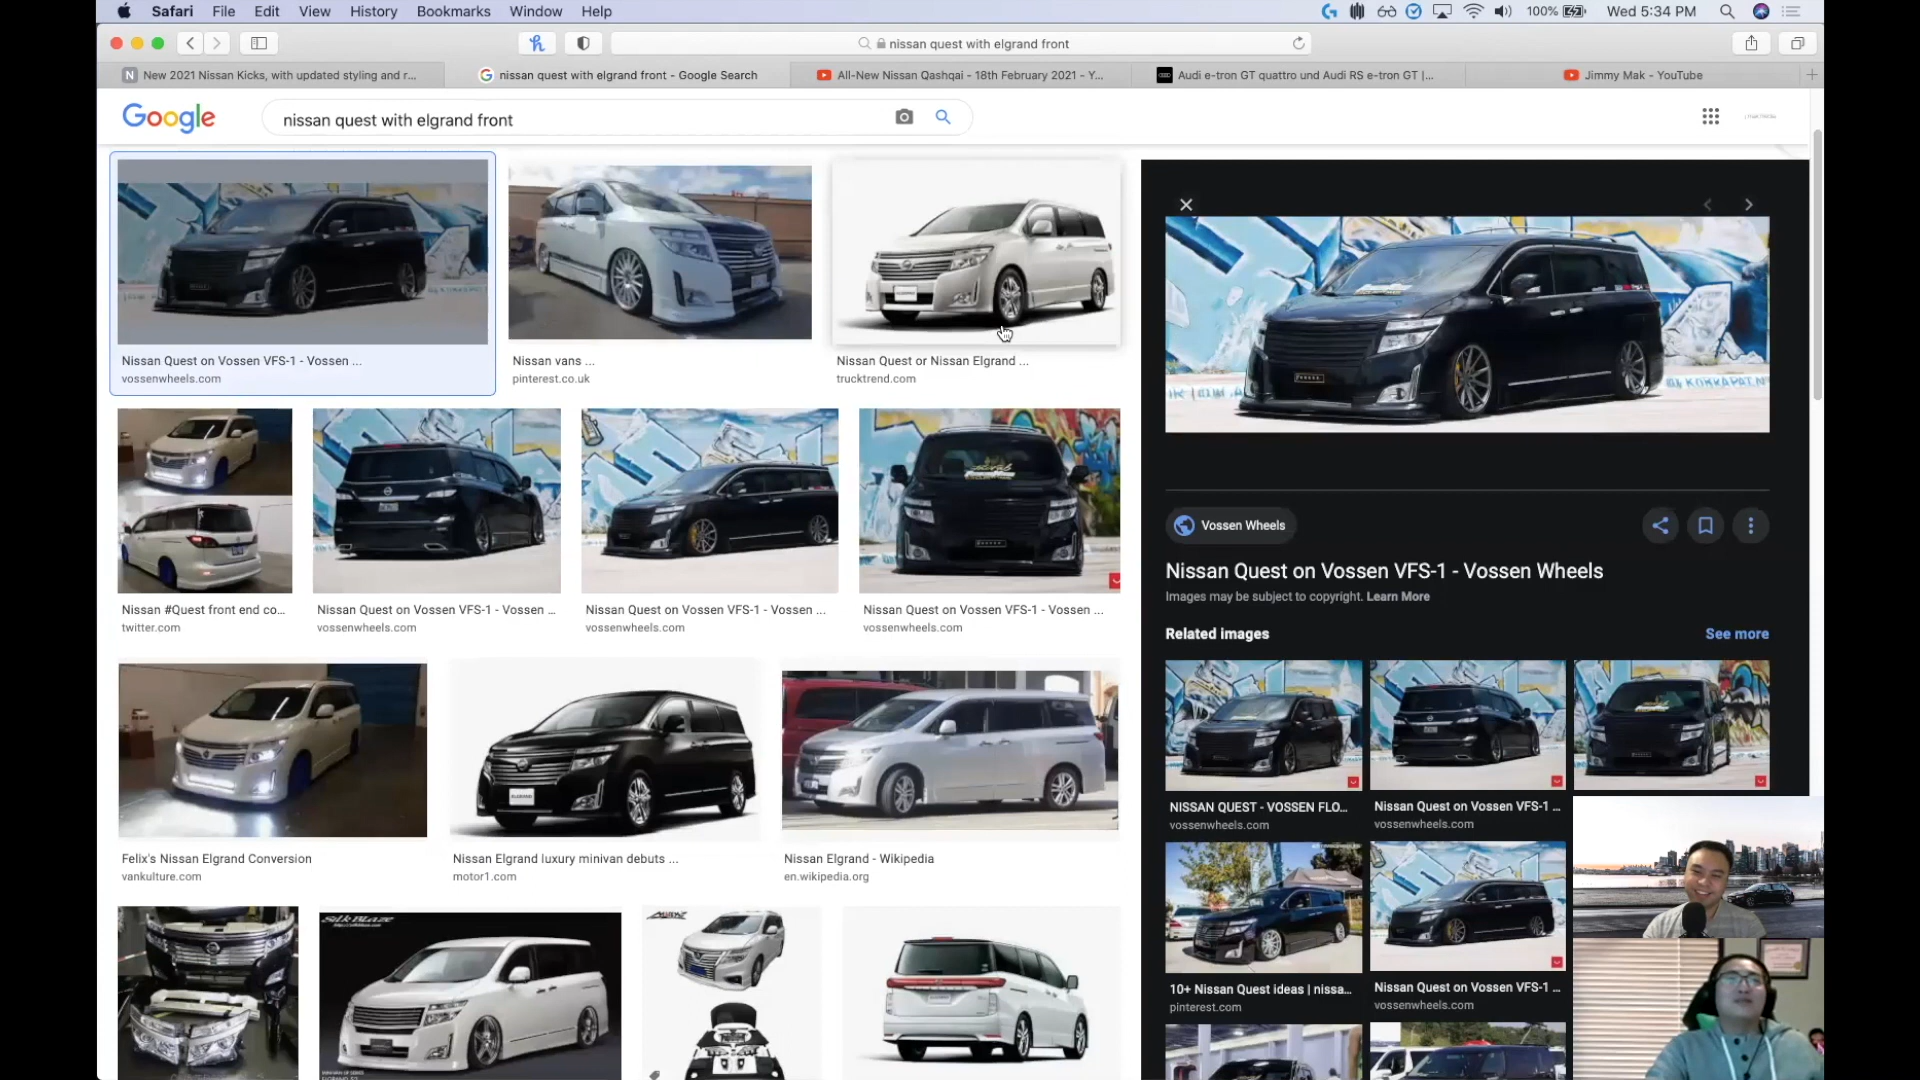 Safari File Edit View History Bookmarks Window Help
100% Wed 5:34 PM
nissan quest with elgrand front
New 2021 Nissan Kicks, with updated styling and r...
nissan quest with elgrand front - Google Search
All-New Nissan Qashqai - 18th February 2021 - Y...
Audi e-tron GT quattro und Audi RS e-tron GT |...
Jimmy Mak - YouTube
Google
nissan quest with elgrand front
Nissan Quest on Vossen VFS-1 - Vossen ...
vossenwheels.com
Nissan vans ...
pinterest.co.uk
Nissan Quest or Nissan Elgrand ...
trucktrend.com
Nissan #Quest front end co...
twitter.com
Nissan Quest on Vossen VFS-1 - Vossen ...
vossenwheels.com
Nissan Quest on Vossen VFS-1 - Vossen ...
vossenwheels.com
Nissan Quest on Vossen VFS-1 - Vossen ...
vossenwheels.com
ELGRAND
Felix's Nissan Elgrand Conversion
vankulture.com
Nissan Elgrand luxury minivan debuts ...
motor1.com
Nissan Elgrand - Wikipedia
en.wikipedia.org
Silk Blaze
Vossen Wheels
Nissan Quest on Vossen VFS-1 - Vossen Wheels
Images may be subject to copyright. Learn More
Related images
See more
NISSAN QUEST - VOSSEN FLO...
vossenwheels.com
Nissan Quest on Vossen VFS-1 ...
vossenwheels.com
10+ Nissan Quest ideas | nissa...
pinterest.com
Nissan Quest on Vossen VFS-1 ...
vossenwheels.com